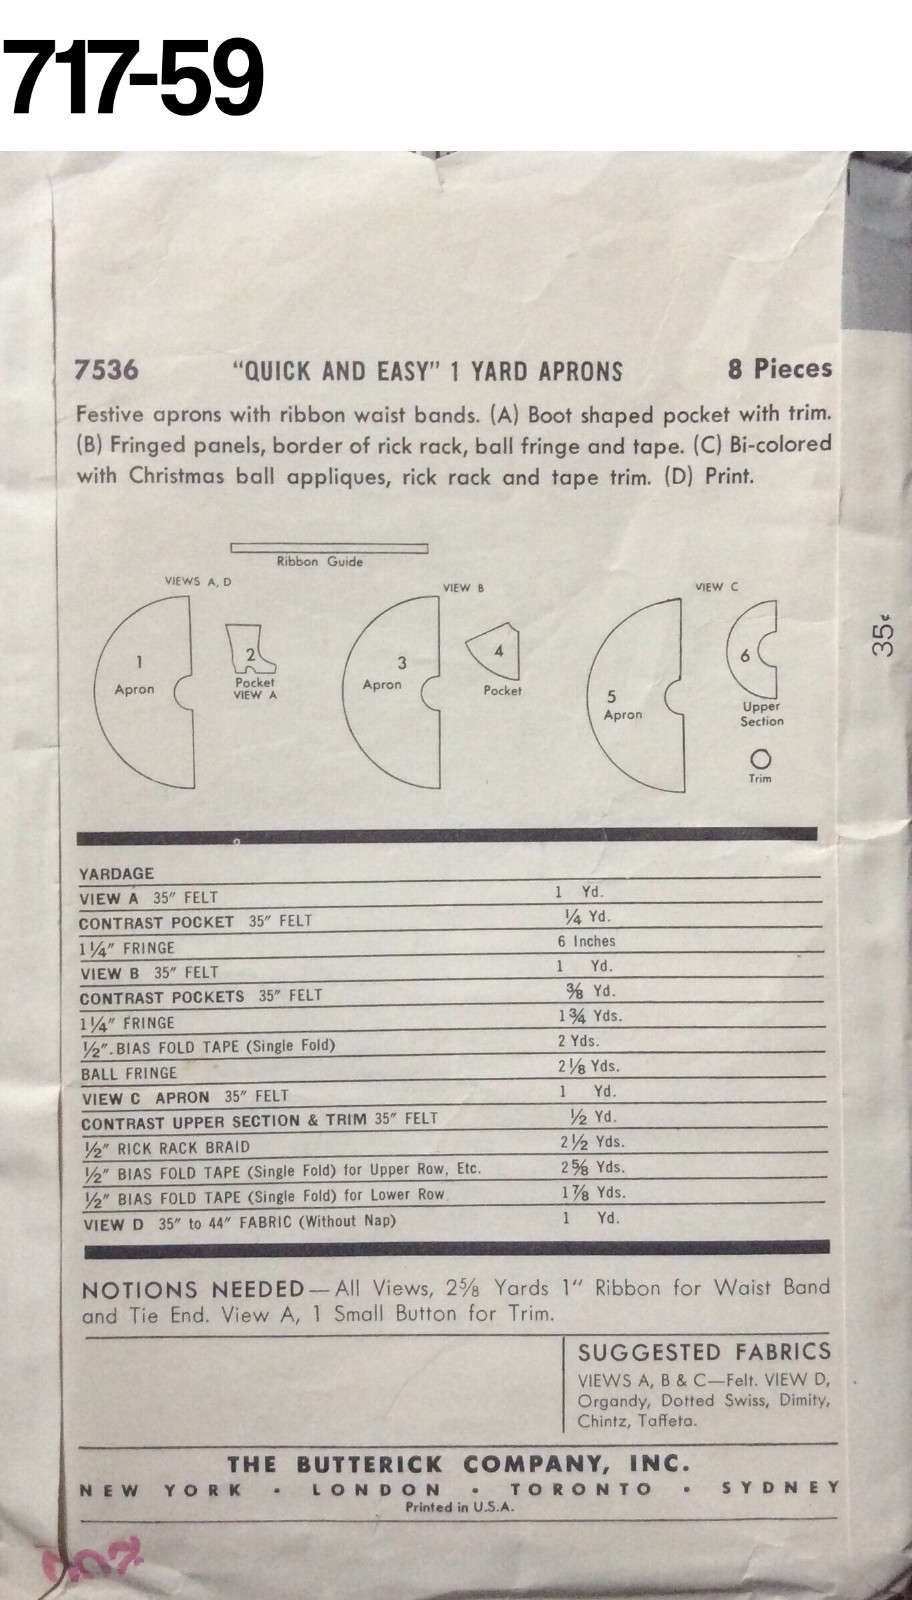 717-59
7536 “QUICK AND EASY” 1 YARD APRONS 8 Pieces
Festive aprons with ribbon waist bands. (A) Boot shaped pocket with trim.
(B) Fringed panels, border of rick rack, ball fringe and tape. (C) Bi-colored
with Christmas ball appliques, rick rack and tape trim. (D) Print.
Ribbon Guide
VIEWS A, D
VIEW B
VIEW C
1
Apron
2
Pocket
VIEW A
3
Apron
4
Pocket
5
Apron
6
Upper
Section
Trim
35¢
YARDAGE
VIEW A 35″ FELT 1 Yd.
CONTRAST POCKET 35″ FELT ¼ Yd.
1¼″ FRINGE 6 Inches
VIEW B 35″ FELT 1 Yd.
CONTRAST POCKETS 35″ FELT ⅜ Yd.
1¼″ FRINGE 1¾ Yds.
½″ BIAS FOLD TAPE (Single Fold) 2 Yds.
BALL FRINGE 2⅛ Yds.
VIEW C APRON 35″ FELT 1 Yd.
CONTRAST UPPER SECTION & TRIM 35″ FELT ½ Yd.
½″ RICK RACK BRAID 2½ Yds.
½″ BIAS FOLD TAPE (Single Fold) for Upper Row, Etc. 2⅝ Yds.
½″ BIAS FOLD TAPE (Single Fold) for Lower Row 1⅞ Yds.
VIEW D 35″ to 44″ FABRIC (Without Nap) 1 Yd.
NOTIONS NEEDED—All Views, 2⅝ Yards 1″ Ribbon for Waist Band
and Tie End. View A, 1 Small Button for Trim.
SUGGESTED FABRICS
VIEWS A, B & C—Felt. VIEW D,
Organdy, Dotted Swiss, Dimity,
Chintz, Taffeta.
THE BUTTERICK COMPANY, INC.
NEW YORK • LONDON • TORONTO • SYDNEY
Printed in U.S.A.